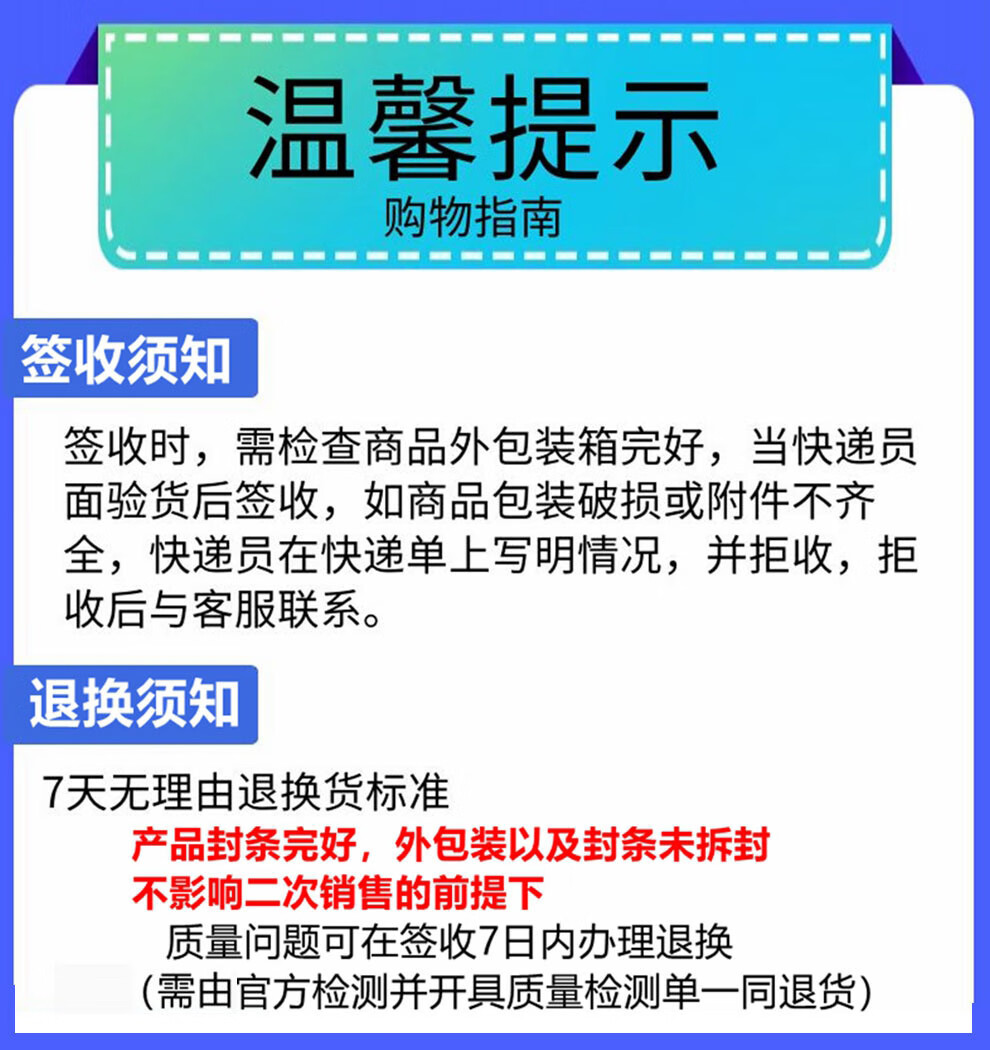 温馨提示
购物指南
签收须知
签收时，需检查商品外包装箱完好，当快递员
面验货后签收，如商品包装破损或附件不齐
全，快递员在快递单上写明情况，并拒收，拒
收后与客服联系。
退换须知
7天无理由退换货标准
产品封条完好，外包装以及封条未拆封
不影响二次销售的前提下
质量问题可在签收7日内办理退换
（需由官方检测并开具质量检测单一同退货）